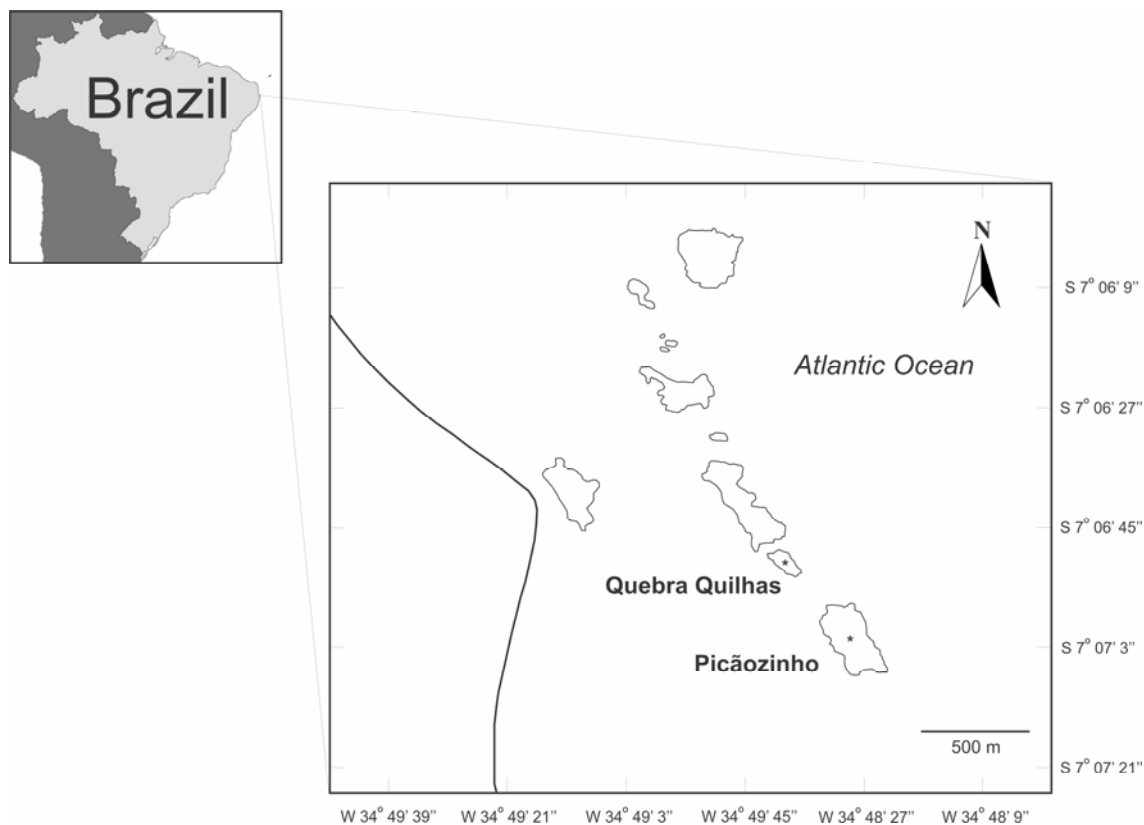 Brazil
N
S 7° 06' 9''
Atlantic Ocean
S 7° 06' 27''
S 7° 06' 45''
Quebra Quilhas
S 7° 07' 3''
Picãozinho
500 m
S 7° 07' 21''
W 34° 49' 39'' W 34° 49' 21'' W 34° 49' 3'' W 34° 49' 45'' W 34° 48' 27'' W 34° 48' 9''